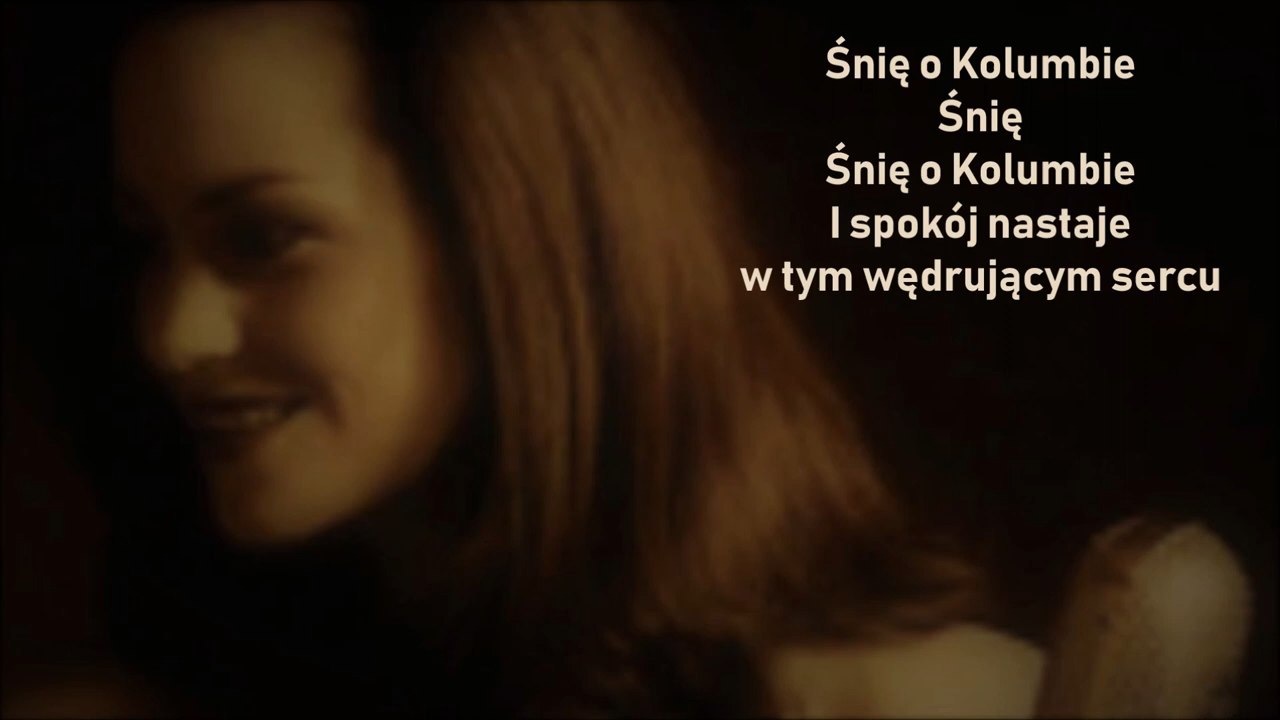 Śnię o Kolumbie
Śnię
Śnię o Kolumbie
I spokój nastaje
w tym wędrującym sercu